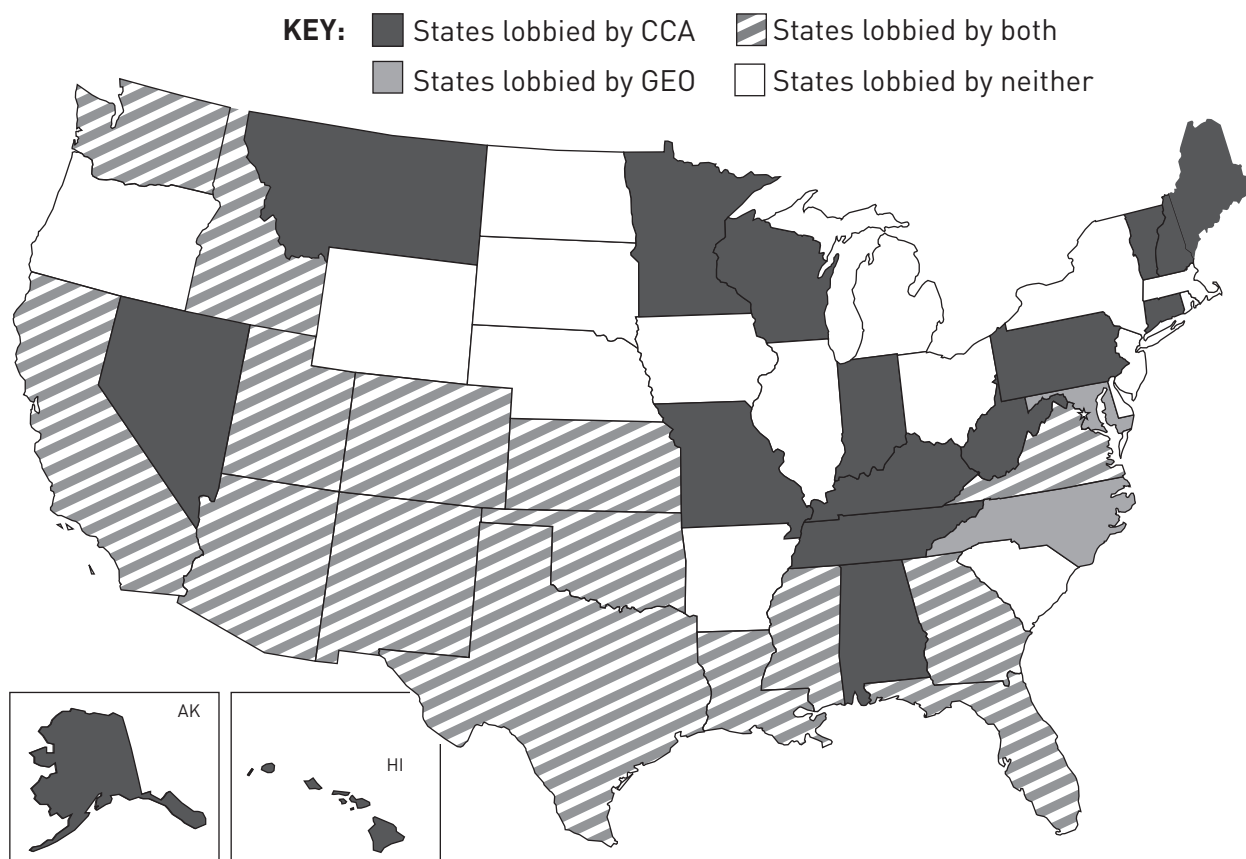 KEY: States lobbied by CCA States lobbied by both
States lobbied by GEO States lobbied by neither
AK
HI